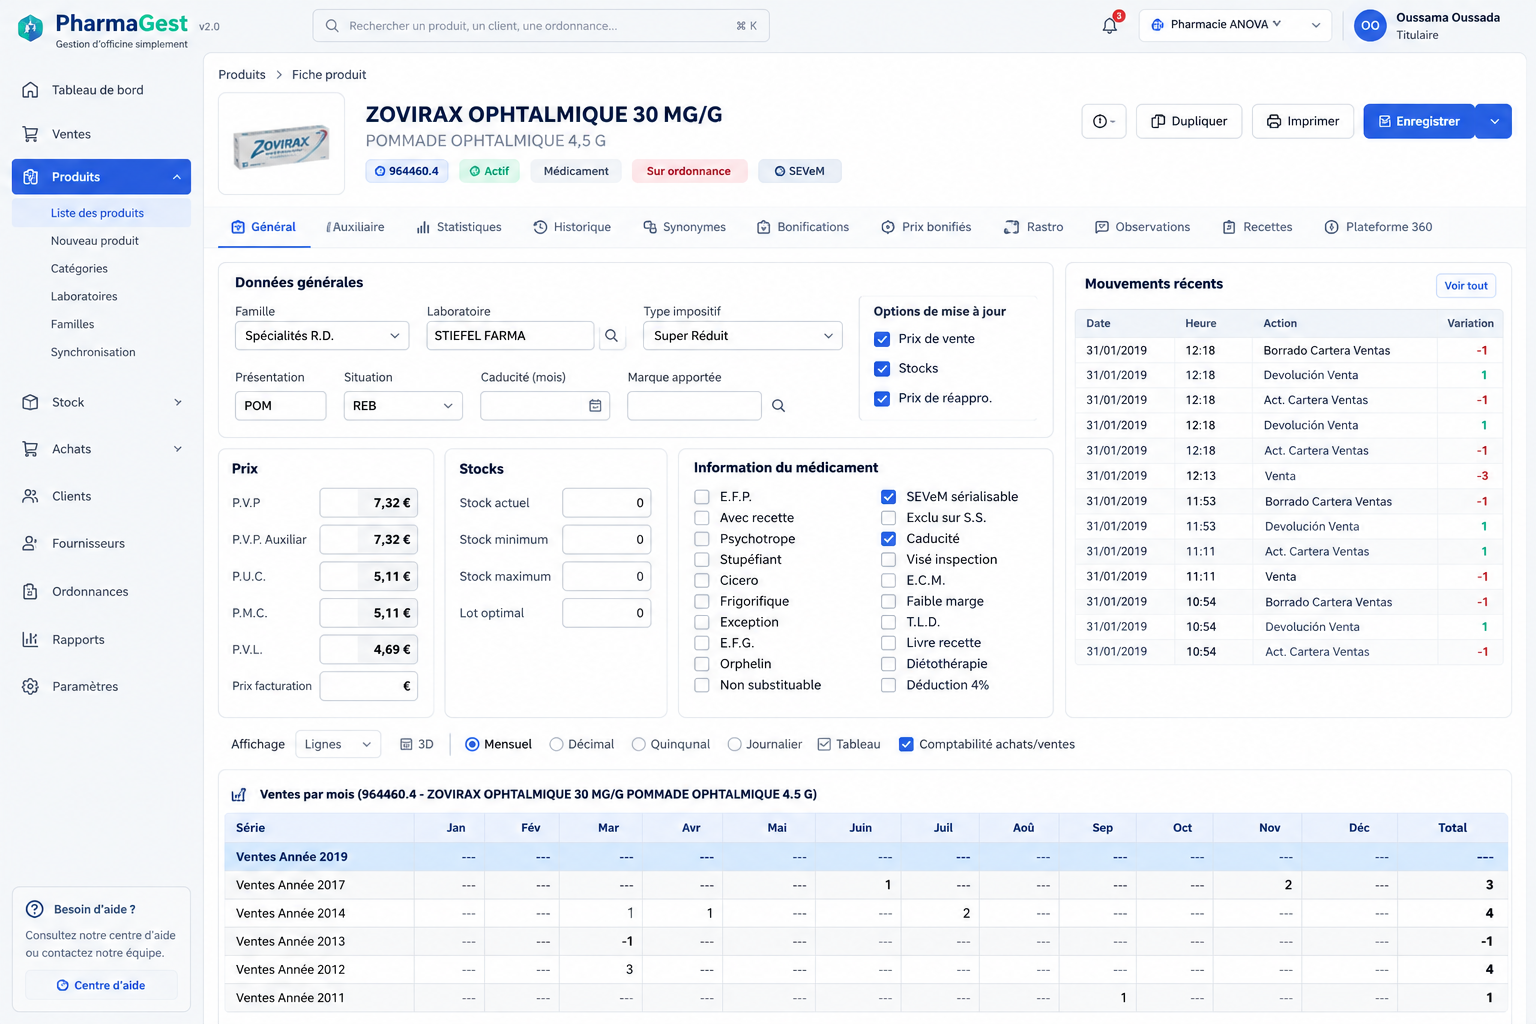 PharmaGest v2.0
Gestion d'officine simplement
Rechercher un produit, un client, une ordonnance...
⌘ K
3
Pharmacie ANOVA
OO
Oussama Oussada
Titulaire
Tableau de bord
Ventes
Produits
Liste des produits
Nouveau produit
Catégories
Laboratoires
Familles
Synchronisation
Stock
Achats
Clients
Fournisseurs
Ordonnances
Rapports
Paramètres
Besoin d'aide ?
Consultez notre centre d'aide
ou contactez notre équipe.
Centre d'aide
Produits > Fiche produit
ZOVIRAX
ZOVIRAX OPHTALMIQUE 30 MG/G
POMMADE OPHTALMIQUE 4,5 G
964460.4 Actif Médicament Sur ordonnance SEVeM
Dupliquer Imprimer Enregistrer
Général Auxiliaire Statistiques Historique Synonymes Bonifications Prix bonifiés Rastro Observations Recettes Plateforme 360
Données générales
Famille Laboratoire Type impositif
Spécialités R.D. STIEFEL FARMA Super Réduit
Présentation Situation Caducité (mois) Marque apportée
POM REB
Options de mise à jour
Prix de vente
Stocks
Prix de réappro.
Prix
P.V.P 7,32 €
P.V.P. Auxiliar 7,32 €
P.U.C. 5,11 €
P.M.C. 5,11 €
P.V.L. 4,69 €
Prix facturation €
Stocks
Stock actuel 0
Stock minimum 0
Stock maximum 0
Lot optimal 0
Information du médicament
E.F.P. SEVeM sérialisable
Avec recette Exclu sur S.S.
Psychotrope Caducité
Stupéfiant Visé inspection
Cicero E.C.M.
Frigorifique Faible marge
Exception T.L.D.
E.F.G. Livre recette
Orphelin Diétothérapie
Non substituable Déduction 4%
Mouvements récents Voir tout
Date Heure Action Variation
31/01/2019 12:18 Borrado Cartera Ventas -1
31/01/2019 12:18 Devolución Venta 1
31/01/2019 12:18 Act. Cartera Ventas -1
31/01/2019 12:18 Devolución Venta 1
31/01/2019 12:18 Act. Cartera Ventas -1
31/01/2019 12:13 Venta -3
31/01/2019 11:53 Borrado Cartera Ventas -1
31/01/2019 11:53 Devolución Venta 1
31/01/2019 11:11 Act. Cartera Ventas 1
31/01/2019 11:11 Venta -1
31/01/2019 10:54 Borrado Cartera Ventas -1
31/01/2019 10:54 Devolución Venta 1
31/01/2019 10:54 Act. Cartera Ventas -1
Affichage Lignes 3D Mensuel Décimal Quinqunal Journalier Tableau Comptabilité achats/ventes
Ventes par mois (964460.4 - ZOVIRAX OPHTALMIQUE 30 MG/G POMMADE OPHTALMIQUE 4.5 G)
Série Jan Fév Mar Avr Mai Juin Juil Aoû Sep Oct Nov Déc Total
Ventes Année 2019 --- --- --- --- --- --- --- --- --- --- --- --- ---
Ventes Année 2017 --- --- --- --- --- 1 --- --- --- --- 2 --- 3
Ventes Année 2014 --- --- 1 1 --- --- 2 --- --- --- --- --- 4
Ventes Année 2013 --- --- -1 --- --- --- --- --- --- --- --- --- -1
Ventes Année 2012 --- --- 3 --- --- --- --- --- --- --- --- --- 4
Ventes Année 2011 --- --- --- --- --- --- --- --- 1 --- --- --- 1